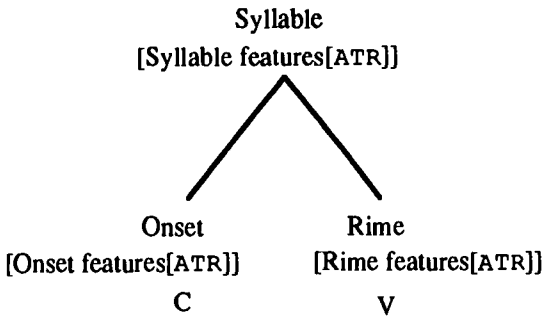 Syllable
[Syllable features[ATR]]
Onset Rime
[Onset features[ATR]] [Rime features[ATR]]
C V